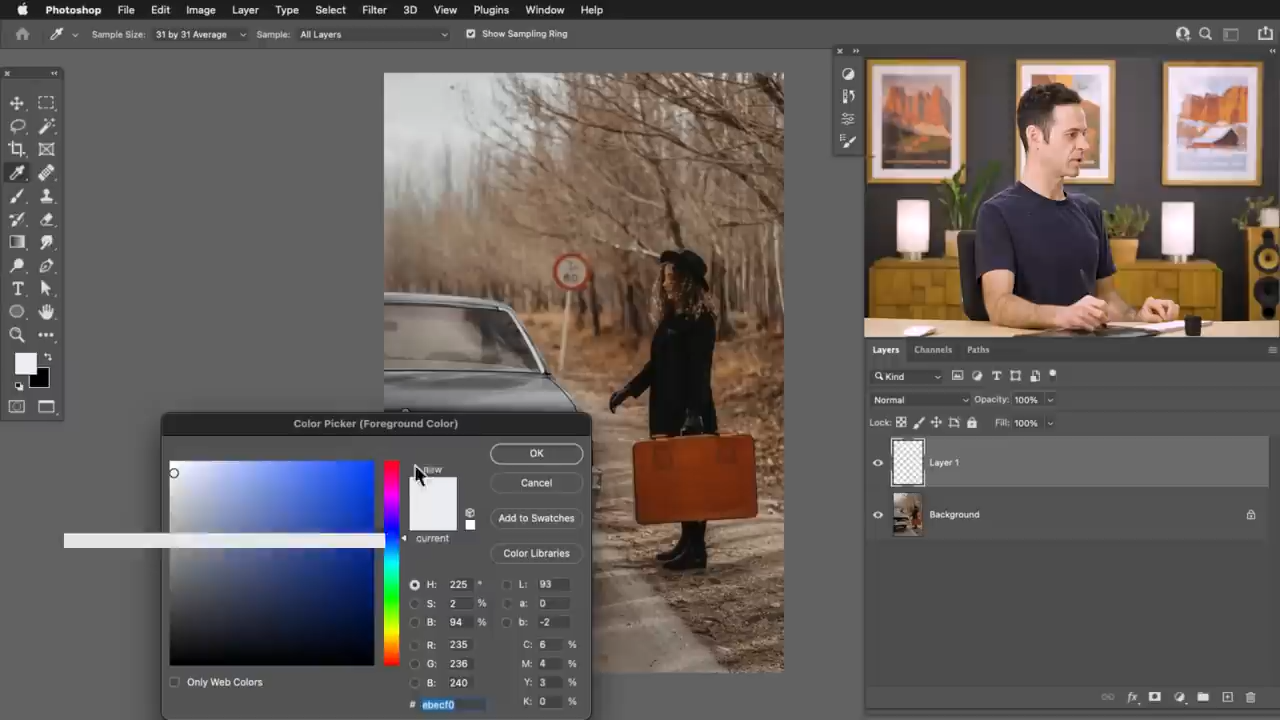 Photoshop File Edit Image Layer Type Select Filter 3D View Plugins Window Help
Sample Size: 31 by 31 Average Sample: All Layers Show Sampling Ring
60
Color Picker (Foreground Color)
new
current
OK
Cancel
Add to Swatches
Color Libraries
H: 225 ° L: 93
S: 2 % a: 0
B: 94 % b: -2
R: 235 C: 6 %
G: 236 M: 4 %
B: 240 Y: 3 %
# ebecf0 K: 0 %
Only Web Colors
Layers Channels Paths
Kind
Normal Opacity: 100%
Lock: Fill: 100%
Layer 1
Background